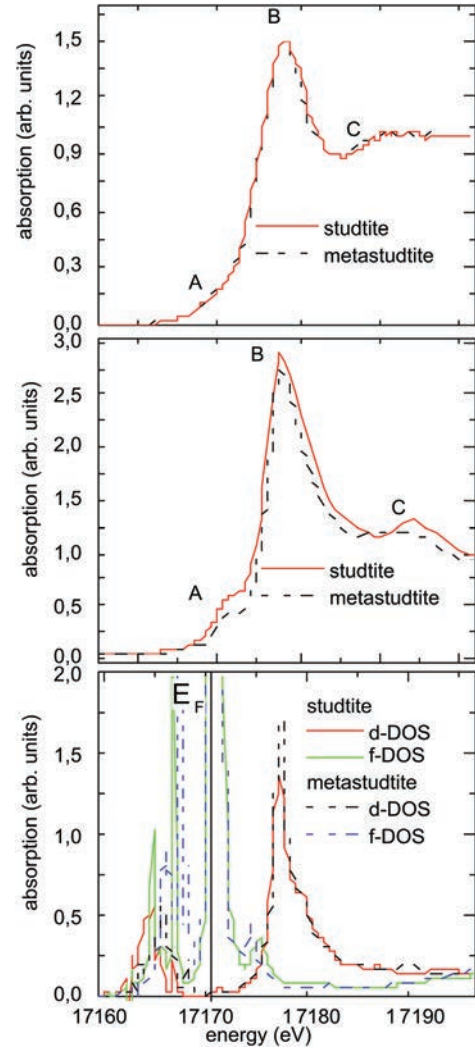 B
1,5
1,2
0,9
0,6
0,3
0,0
absorption (arb. units)
C
A
studtite
metastudtite
3,0
2,5
2,0
1,5
1,0
0,5
0,0
absorption (arb. units)
B
C
A
studtite
metastudtite
2,0
1,5
1,0
0,5
0,0
absorption (arb. units)
E F
studtite
d-DOS
f-DOS
metastudtite
d-DOS
f-DOS
17160 17170 17180 17190
energy (eV)